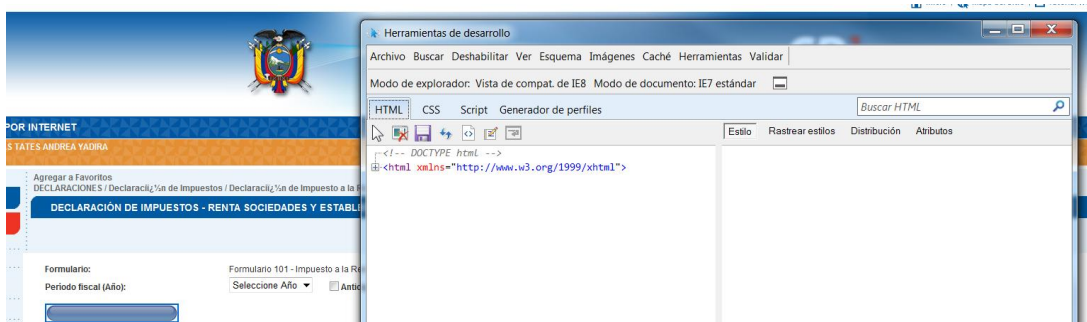 Herramientas de desarrollo
Archivo Buscar Deshabilitar Ver Esquema Imágenes Caché Herramientas Validar
Modo de explorador: Vista de compat. de IE8 Modo de documento: IE7 estándar
HTML CSS Script Generador de perfiles
Buscar HTML
Estilo Rastrear estilos Distribución Atributos
<!-- DOCTYPE html -->
<html xmlns="http://www.w3.org/1999/xhtml">
POR INTERNET
S TATES ANDREA YADIRA
Agregar a Favoritos
DECLARACIONES / Declaraciï¿½n de Impuestos / Declaraciï¿½n de Impuesto a la
DECLARACIÓN DE IMPUESTOS - RENTA SOCIEDADES Y ESTABL
Formulario: Formulario 101 - Impuesto a la Re
Periodo fiscal (Año): Seleccione Año Antic